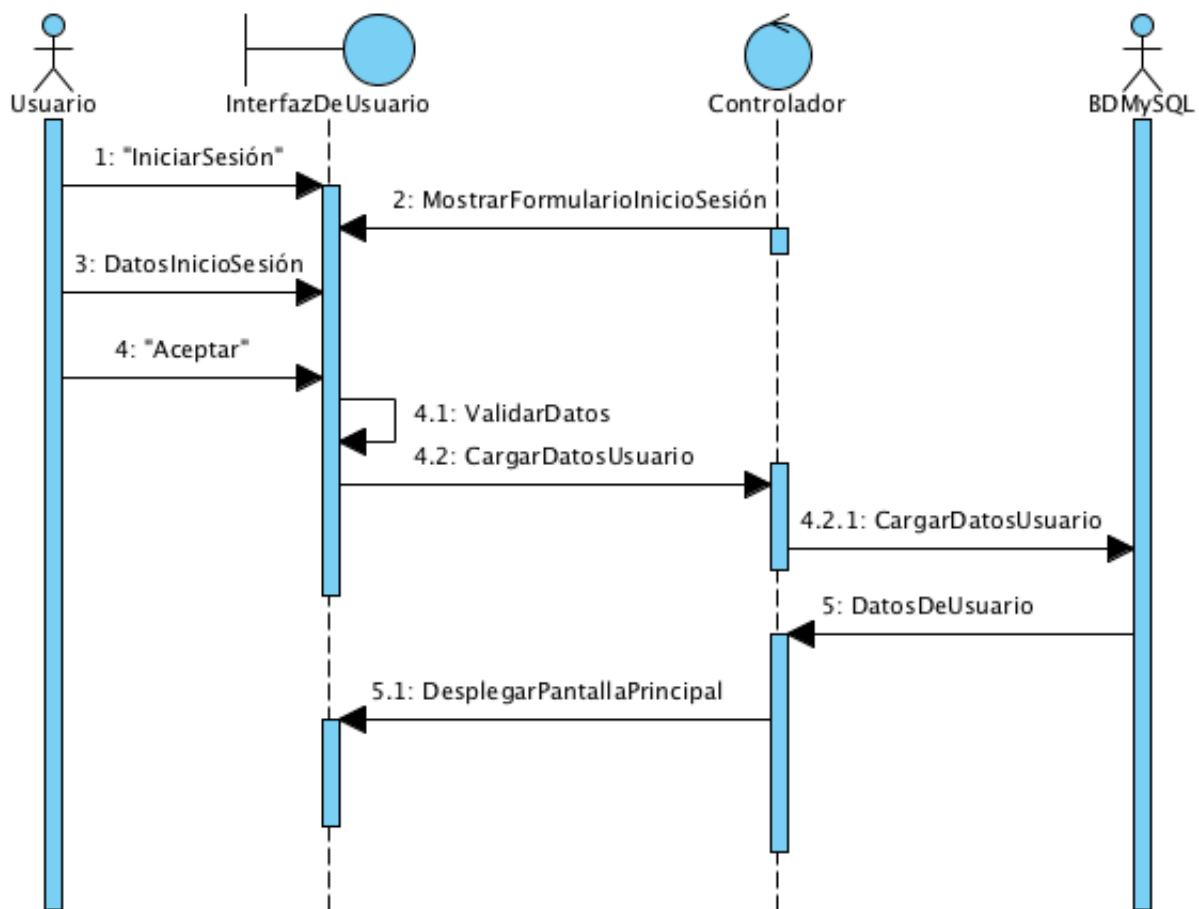 Usuario
InterfazDeUsuario
Controlador
BDMySQL
1: "IniciarSesión"
2: MostrarFormularioInicioSesión
3: DatosInicioSesión
4: "Aceptar"
4.1: ValidarDatos
4.2: CargarDatosUsuario
4.2.1: CargarDatosUsuario
5: DatosDeUsuario
5.1: DesplegarPantallaPrincipal